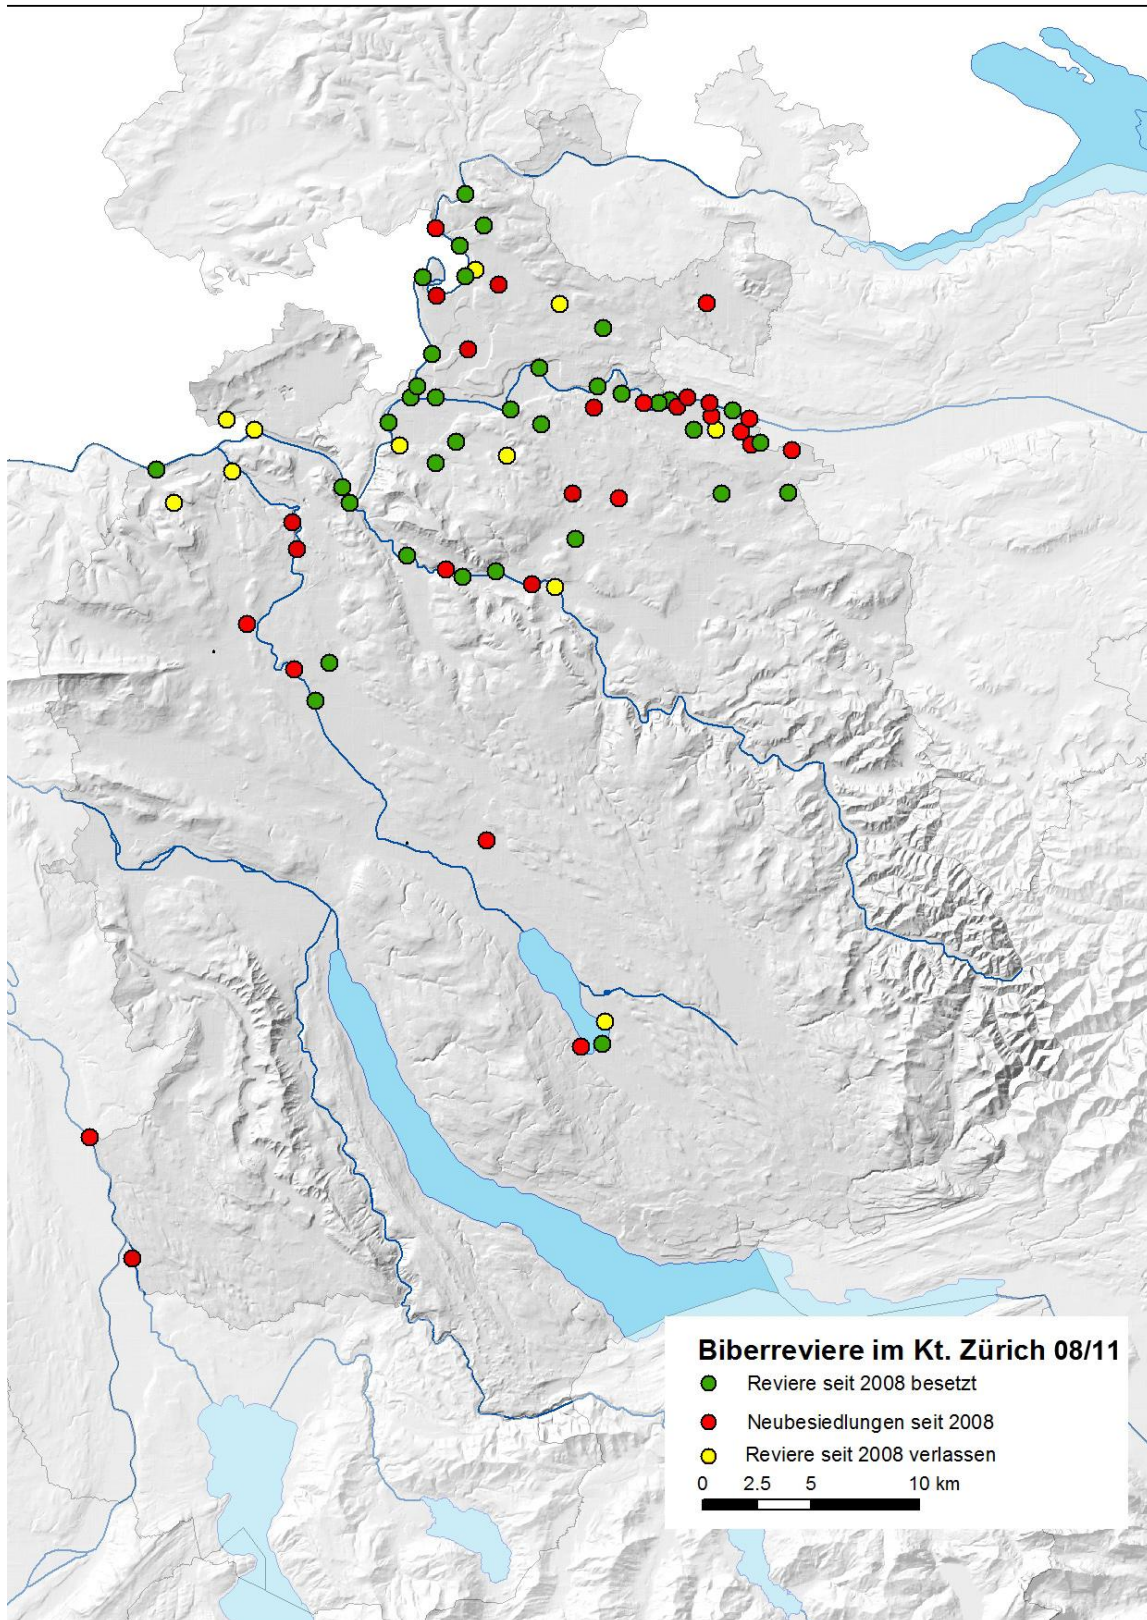 Biberreviere im Kt. Zürich 08/11
Reviere seit 2008 besetzt
Neubesiedlungen seit 2008
Reviere seit 2008 verlassen
0 2.5 5 10 km